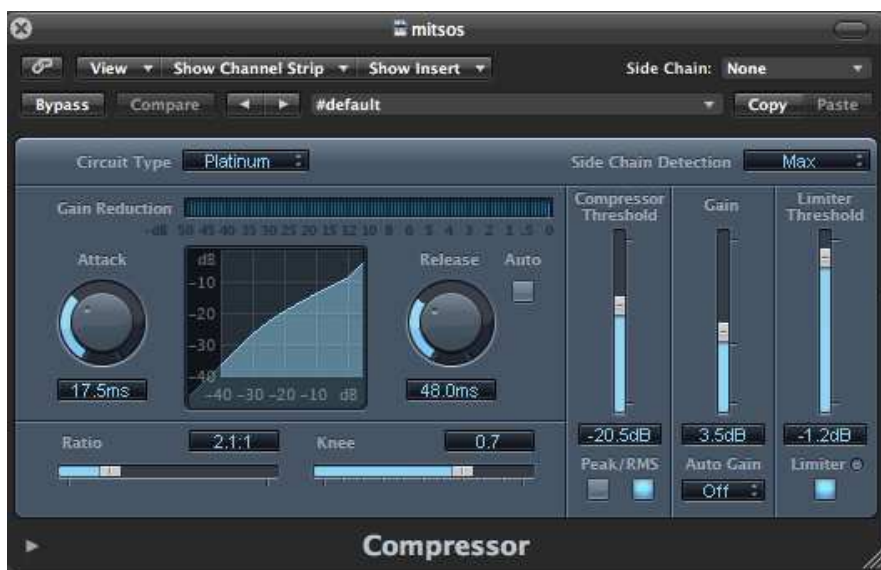 mitsos
View Show Channel Strip Show Insert Side Chain: None
Bypass Compare #default Copy Paste
Circuit Type Platinum Side Chain Detection Max
Gain Reduction
-dB 50 45 40 35 30 25 20 15 12 10 8 6 5 4 3 2 1 .5 0
Compressor Threshold
Gain
Limiter Threshold
Attack
dB
-10
-20
-30
-40
-40 -30 -20 -10 dB
Release Auto
17.5ms 48.0ms
Ratio 2.1:1 Knee 0.7
-20.5dB 3.5dB -1.2dB
Peak/RMS Auto Gain Limiter
Off
Compressor